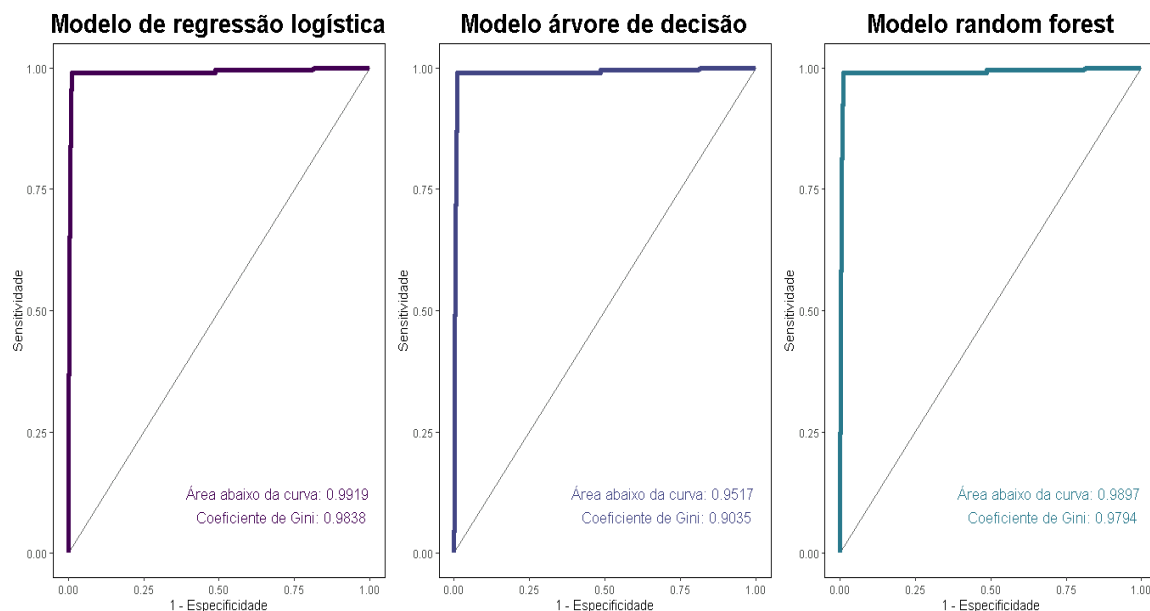 Modelo de regressão logística
1.00
0.75
0.50
0.25
0.00
Sensitividade
Área abaixo da curva: 0.9919
Coeficiente de Gini: 0.9838
0.00 0.25 0.50 0.75 1.00
1 - Especificidade
Modelo árvore de decisão
1.00
0.75
0.50
0.25
0.00
Sensitividade
Área abaixo da curva: 0.9517
Coeficiente de Gini: 0.9035
0.00 0.25 0.50 0.75 1.00
1 - Especificidade
Modelo random forest
1.00
0.75
0.50
0.25
0.00
Sensitividade
Área abaixo da curva: 0.9897
Coeficiente de Gini: 0.9794
0.00 0.25 0.50 0.75 1.00
1 - Especificidade